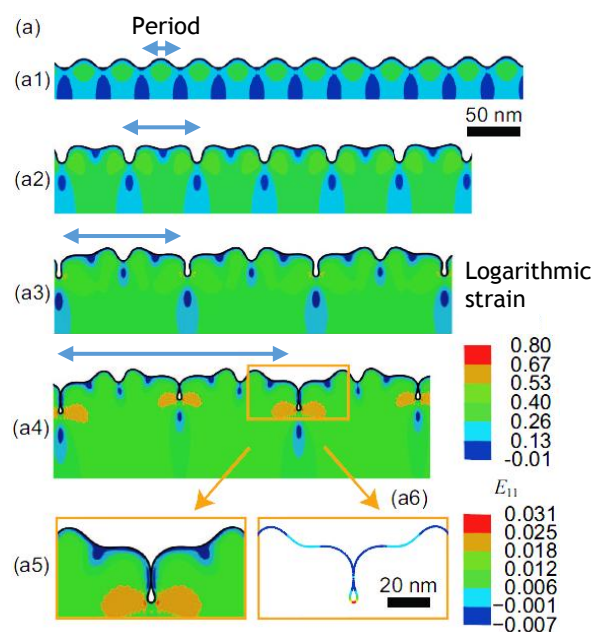 (a)
Period
(a1)
50 nm
(a2)
(a3)
Logarithmic
strain
0.80
0.67
0.53
0.40
0.26
0.13
-0.01
(a4)
(a6)
E11
0.031
0.025
0.018
0.012
0.006
−0.001
−0.007
(a5)
20 nm